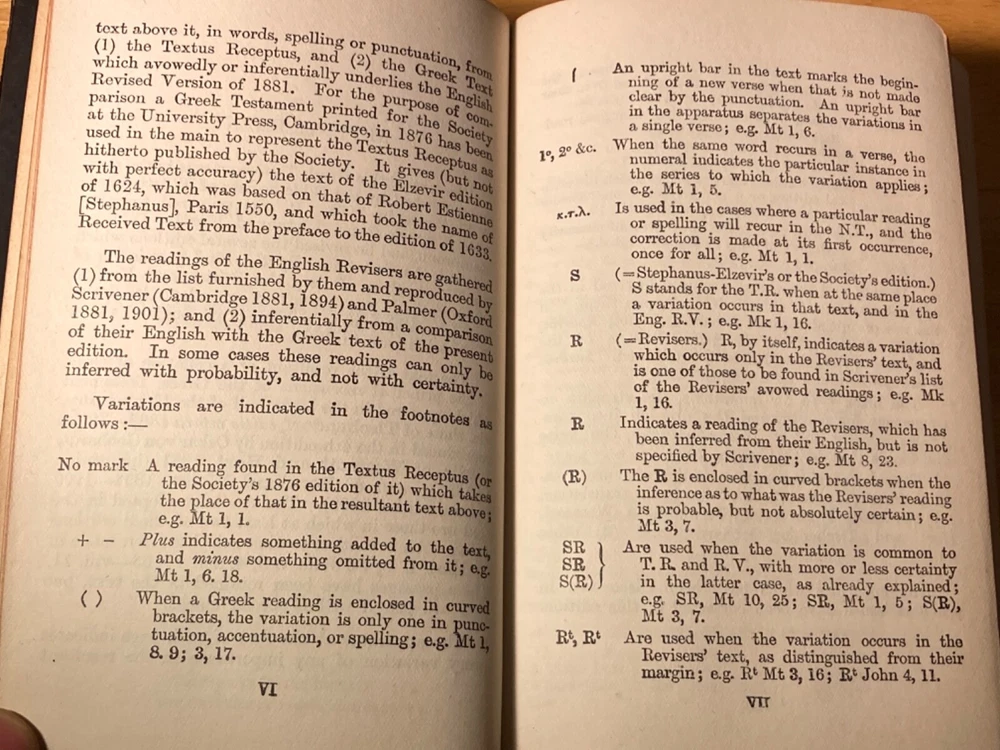 text above it, in words, spelling or punctuation, from
(1) the Textus Receptus, and (2) the Greek Text
which avowedly or inferentially underlies the English
Revised Version of 1881. For the purpose of com-
parison a Greek Testament printed for the Society
at the University Press, Cambridge, in 1876 has been
used in the main to represent the Textus Receptus as
hitherto published by the Society. It gives (but not
with perfect accuracy) the text of the Elzevir edition
of 1624, which was based on that of Robert Estienne
[Stephanus], Paris 1550, and which took the name of
Received Text from the preface to the edition of 1633.
The readings of the English Revisers are gathered
(1) from the list furnished by them and reproduced by
Scrivener (Cambridge 1881, 1894) and Palmer (Oxford
1881, 1901); and (2) inferentially from a comparison
of their English with the Greek text of the present
edition. In some cases these readings can only be
inferred with probability, and not with certainty.
Variations are indicated in the footnotes as
follows:—
No mark A reading found in the Textus Receptus (or
the Society's 1876 edition of it) which takes
the place of that in the resultant text above;
e.g. Mt 1, 1.
+ − Plus indicates something added to the text,
and minus something omitted from it; e.g.
Mt 1, 6. 18.
( ) When a Greek reading is enclosed in curved
brackets, the variation is only one in punc-
tuation, accentuation, or spelling; e.g. Mt 1,
8. 9; 3, 17.
VI
| An upright bar in the text marks the begin-
ning of a new verse when that is not made
clear by the punctuation. An upright bar
in the apparatus separates the variations in
a single verse; e.g. Mt 1, 6.
1º, 2º &c. When the same word recurs in a verse, the
numeral indicates the particular instance in
the series to which the variation applies;
e.g. Mt 1, 5.
κ.τ.λ. Is used in the cases where a particular reading
or spelling will recur in the N.T., and the
correction is made at its first occurrence,
once for all; e.g. Mt 1, 1.
S (=Stephanus-Elzevir's or the Society's edition.)
S stands for the T.R. when at the same place
a variation occurs in that text, and in the
Eng. R.V.; e.g. Mk 1, 16.
R (=Revisers.) R, by itself, indicates a variation
which occurs only in the Revisers' text, and
is one of those to be found in Scrivener's list
of the Revisers' avowed readings; e.g. Mk
1, 16.
R Indicates a reading of the Revisers, which has
been inferred from their English, but is not
specified by Scrivener; e.g. Mt 8, 23.
(R) The R is enclosed in curved brackets when the
inference as to what was the Revisers' reading
is probable, but not absolutely certain; e.g.
Mt 3, 7.
SR } Are used when the variation is common to
SR T. R. and R. V., with more or less certainty
S(R) in the latter case, as already explained;
e.g. SR, Mt 10, 25; SR, Mt 1, 5; S(R),
Mt 3, 7.
Rᵗ, Rᵗ Are used when the variation occurs in the
Revisers' text, as distinguished from their
margin; e.g. Rᵗ Mt 3, 16; Rᵗ John 4, 11.
VII